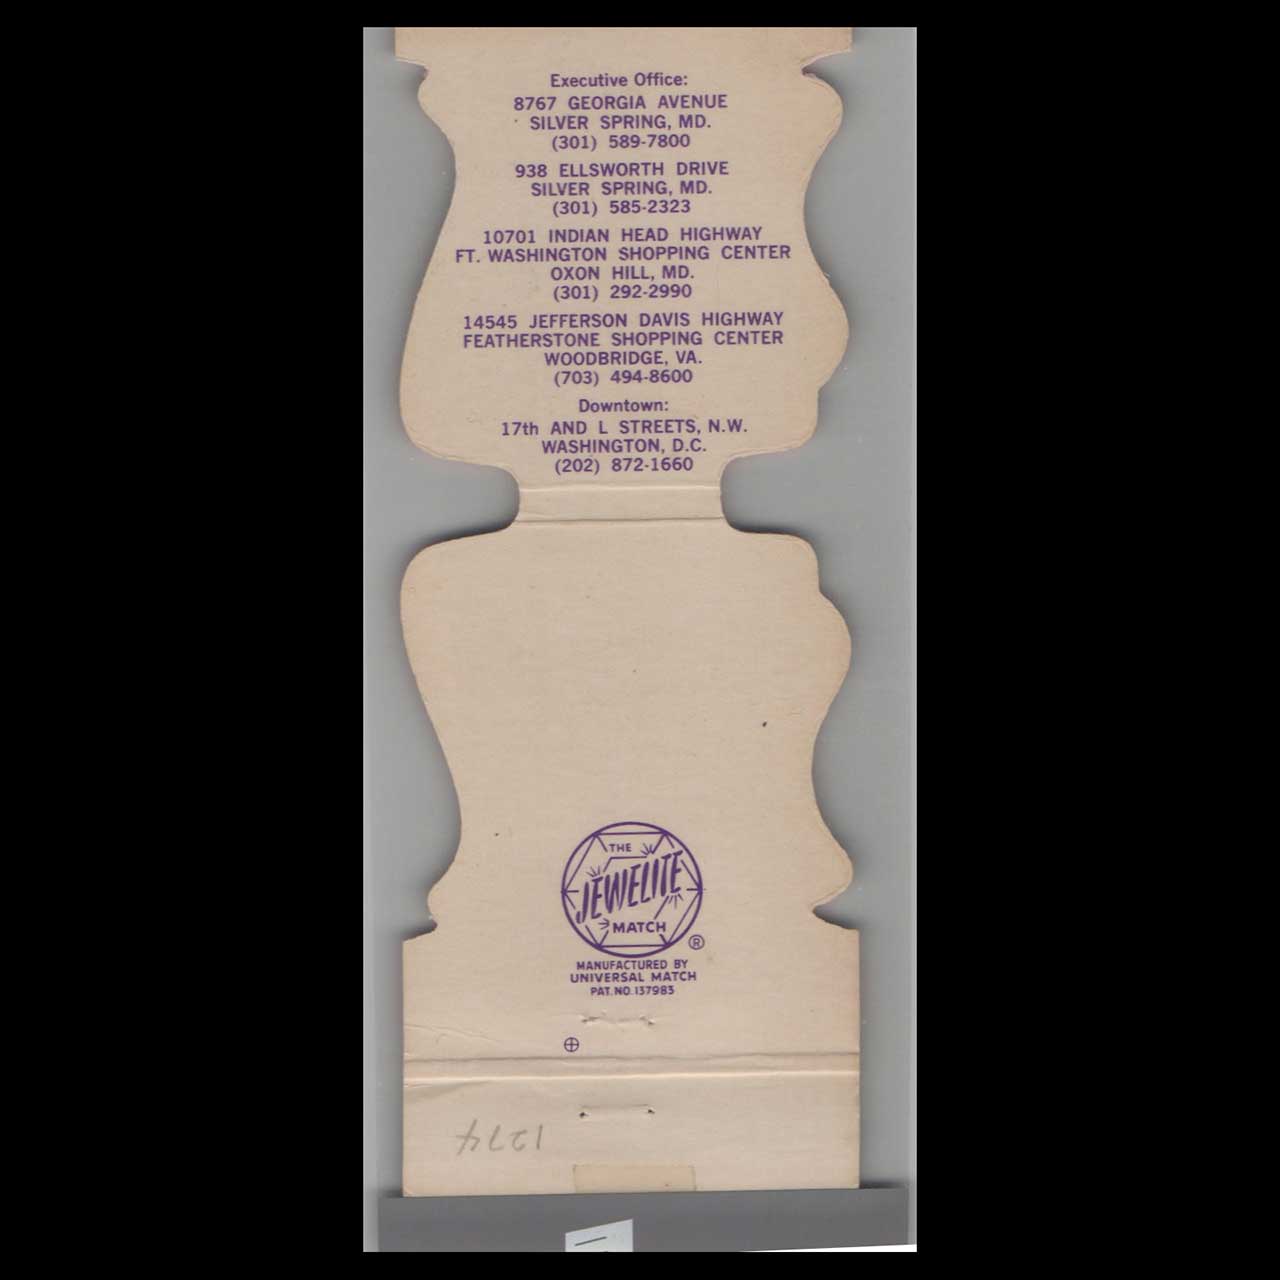 Executive Office:
8767 GEORGIA AVENUE
SILVER SPRING, MD.
(301) 589-7800
938 ELLSWORTH DRIVE
SILVER SPRING, MD.
(301) 585-2323
10701 INDIAN HEAD HIGHWAY
FT. WASHINGTON SHOPPING CENTER
OXON HILL, MD.
(301) 292-2990
14545 JEFFERSON DAVIS HIGHWAY
FEATHERSTONE SHOPPING CENTER
WOODBRIDGE, VA.
(703) 494-8600
Downtown:
17th AND L STREETS, N.W.
WASHINGTON, D.C.
(202) 872-1660
THE
JEWELITE
MATCH
®
MANUFACTURED BY
UNIVERSAL MATCH
PAT. NO. 137983
1274